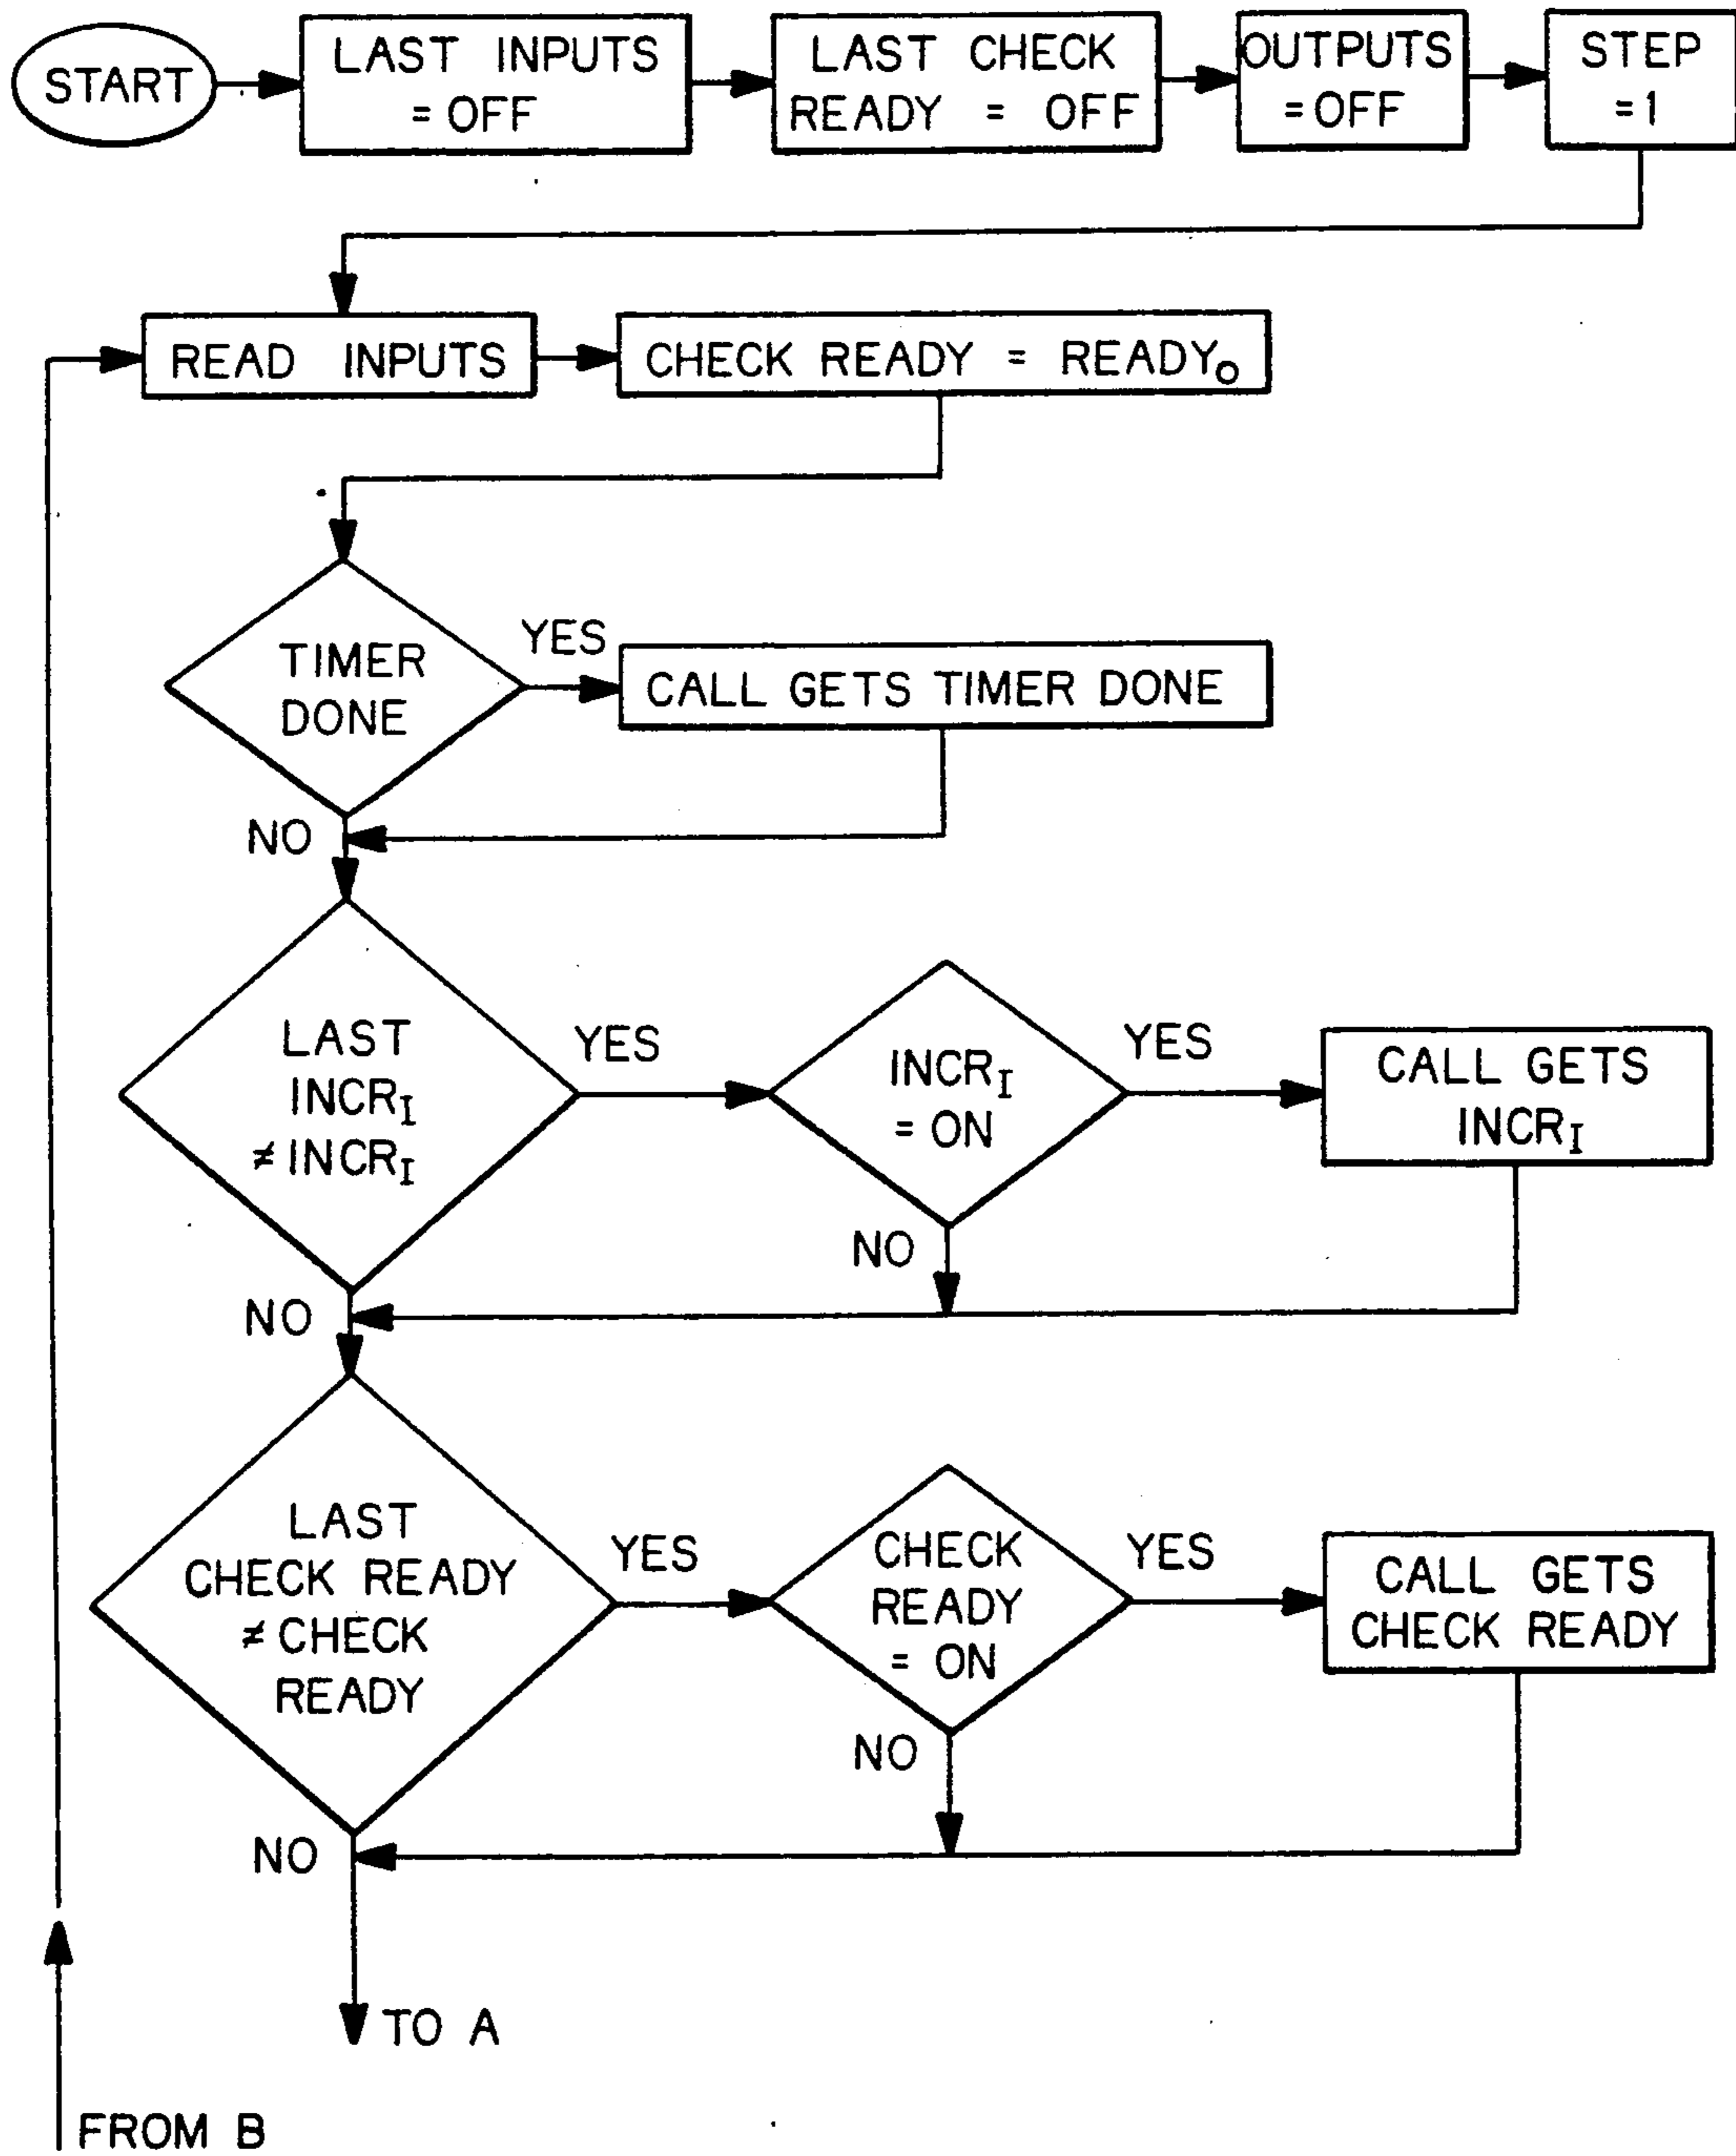 START
LAST INPUTS
= OFF
LAST CHECK
READY = OFF
OUTPUTS
=OFF
STEP
=1
READ INPUTS
CHECK READY = READYO
TIMER
DONE
YES
CALL GETS TIMER DONE
NO
LAST
INCRI
≠ INCRI
YES
INCRI
= ON
YES
CALL GETS
INCRI
NO
NO
LAST
CHECK READY
≠ CHECK
READY
YES
CHECK
READY
= ON
YES
CALL GETS
CHECK READY
NO
NO
TO A
FROM B